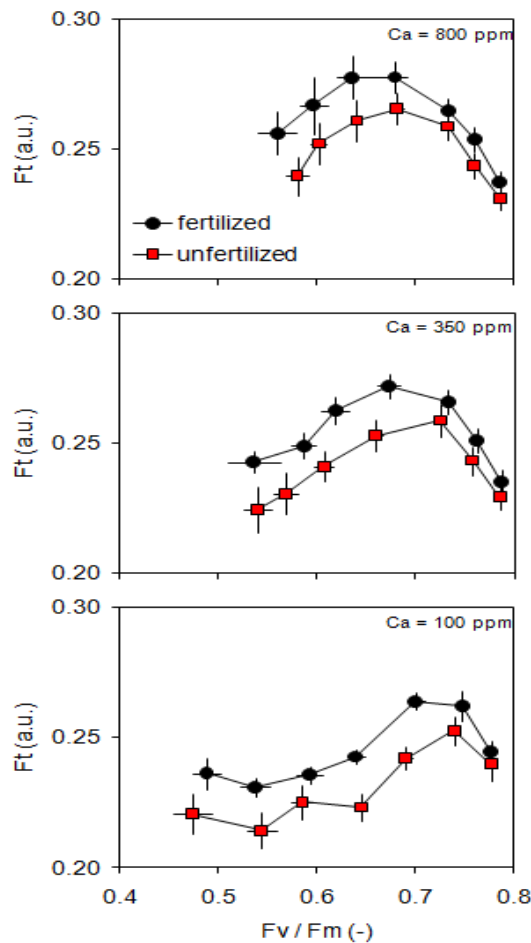 0.30
Ca = 800 ppm
Ft (a.u.)
0.25
fertilized
unfertilized
0.20
0.30
Ca = 350 ppm
Ft (a.u.)
0.25
0.20
0.30
Ca = 100 ppm
Ft (a.u.)
0.25
0.20
0.4 0.5 0.6 0.7 0.8
Fv / Fm (-)